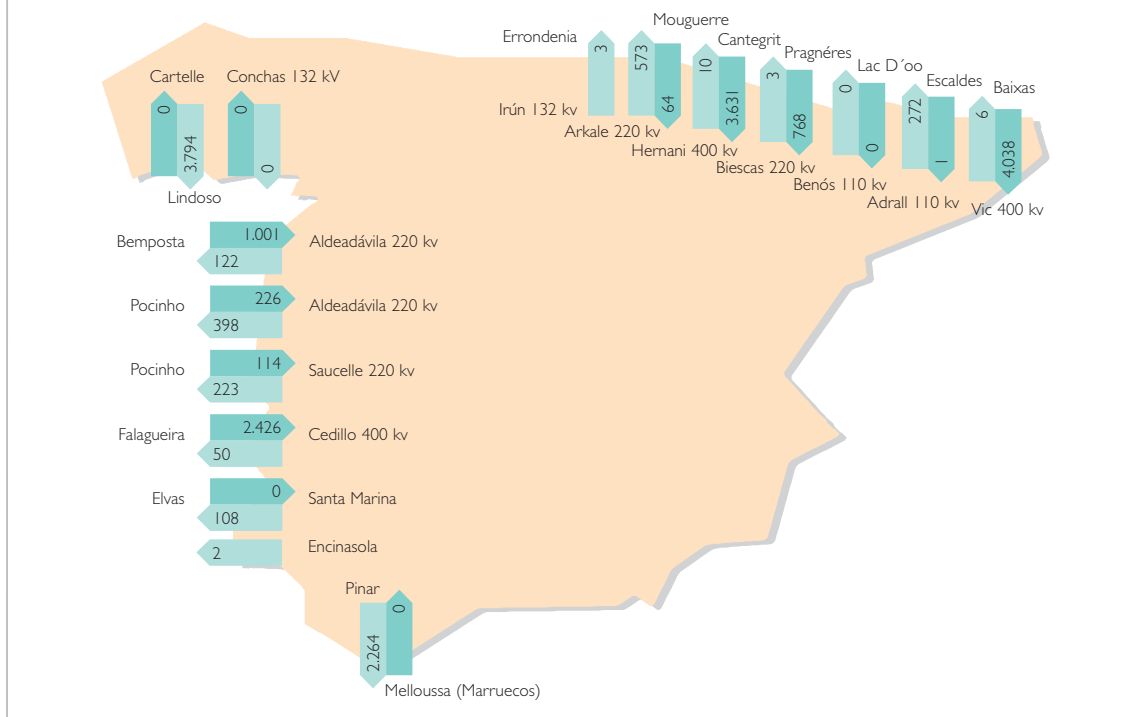 Mouguerre
Errondenia
Cantegrit
Pragnéres
Lac D´oo
Escaldes
Baixas
3
573
64
10
3.631
3
768
0
0
272
1
6
4.038
Irún 132 kv
Arkale 220 kv
Hernani 400 kv
Biescas 220 kv
Benós 110 kv
Adrall 110 kv
Vic 400 kv
Cartelle
Conchas 132 kV
0
3.794
0
0
Lindoso
Bemposta
1.001
122
Aldeadávila 220 kv
Pocinho
226
398
Aldeadávila 220 kv
Pocinho
114
223
Saucelle 220 kv
Falagueira
2.426
50
Cedillo 400 kv
Elvas
0
108
Santa Marina
2
Encinasola
Pinar
2.264
0
Melloussa (Marruecos)